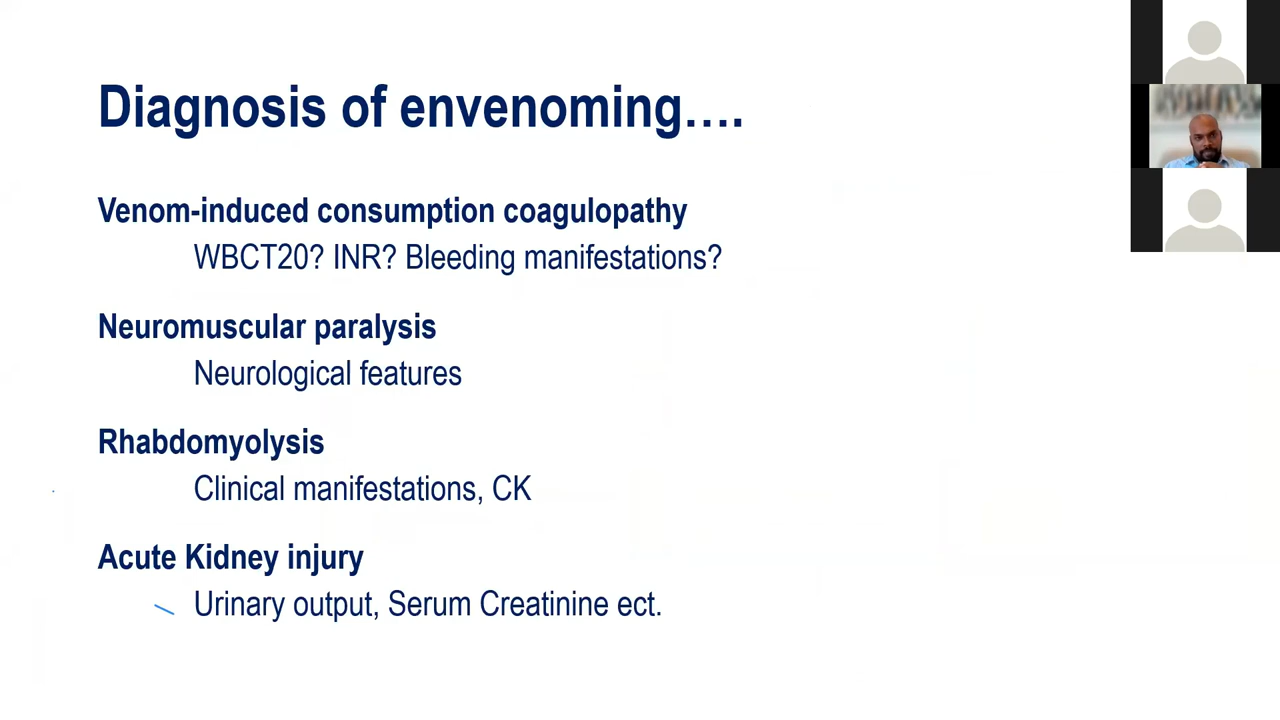 Diagnosis of envenoming….
Venom-induced consumption coagulopathy
WBCT20? INR? Bleeding manifestations?
Neuromuscular paralysis
Neurological features
Rhabdomyolysis
Clinical manifestations, CK
Acute Kidney injury
Urinary output, Serum Creatinine ect.